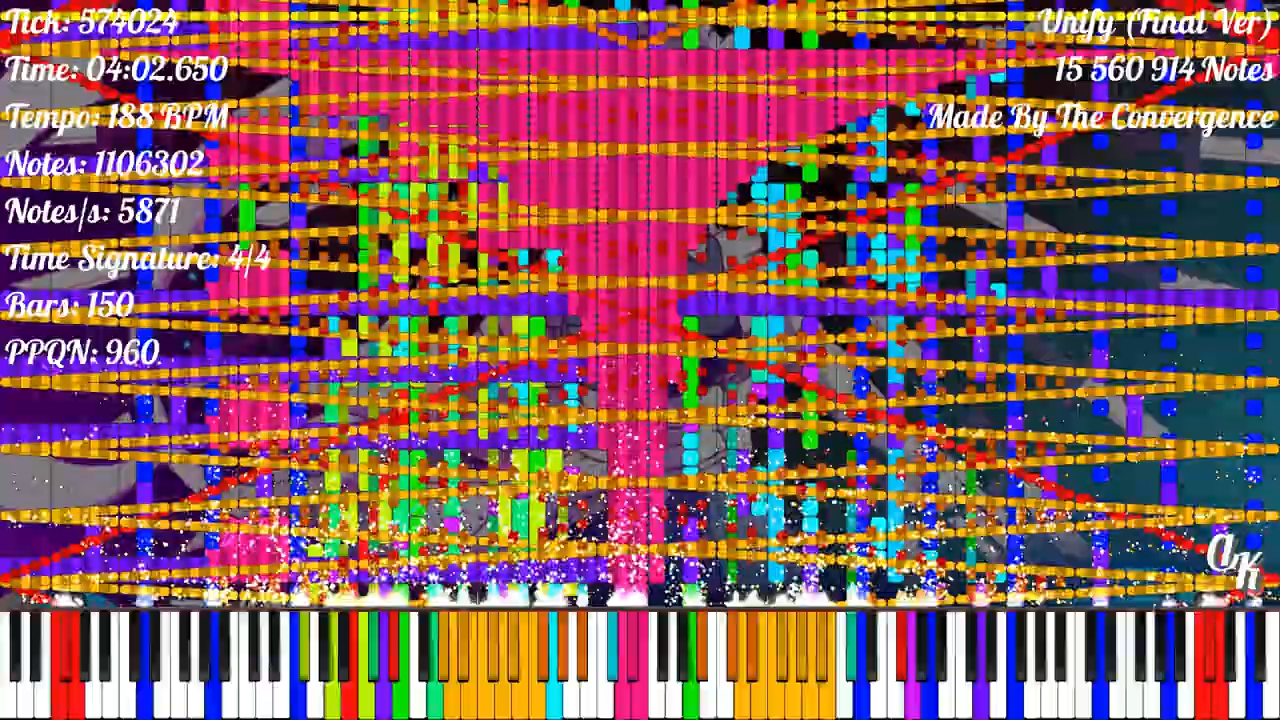 Tick: 574024
Time: 04:02.650
Tempo: 188 BPM
Notes: 1106302
Notes/s: 5871
Time Signature: 4/4
Bars: 150
PPQN: 960
Unify (Final Ver)
15 560 914 Notes
Made By The Convergence
OK